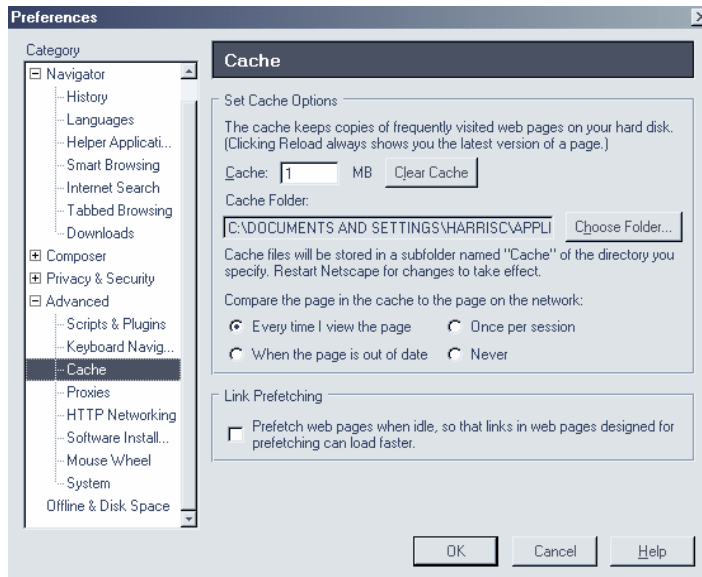 Preferences
Category
Navigator
History
Languages
Helper Applicati...
Smart Browsing
Internet Search
Tabbed Browsing
Downloads
Composer
Privacy & Security
Advanced
Scripts & Plugins
Keyboard Navig...
Cache
Proxies
HTTP Networking
Software Install...
Mouse Wheel
System
Offline & Disk Space
Cache
Set Cache Options
The cache keeps copies of frequently visited web pages on your hard disk.
(Clicking Reload always shows you the latest version of a page.)
Cache: 1 MB Clear Cache
Cache Folder:
C:\DOCUMENTS AND SETTINGS\HARRISC\APPLI Choose Folder...
Cache files will be stored in a subfolder named "Cache" of the directory you
specify. Restart Netscape for changes to take effect.
Compare the page in the cache to the page on the network:
Every time I view the page Once per session
When the page is out of date Never
Link Prefetching
Prefetch web pages when idle, so that links in web pages designed for
prefetching can load faster.
OK Cancel Help